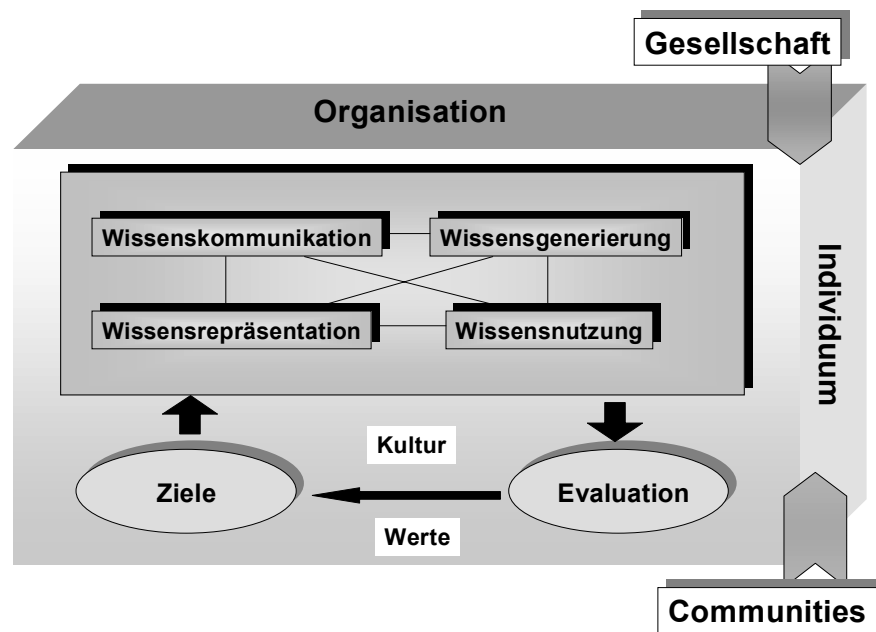 Gesellschaft
Organisation
Wissenskommunikation
Wissensgenerierung
Wissensrepräsentation
Wissensnutzung
Individuum
Kultur
Ziele
Evaluation
Werte
Communities